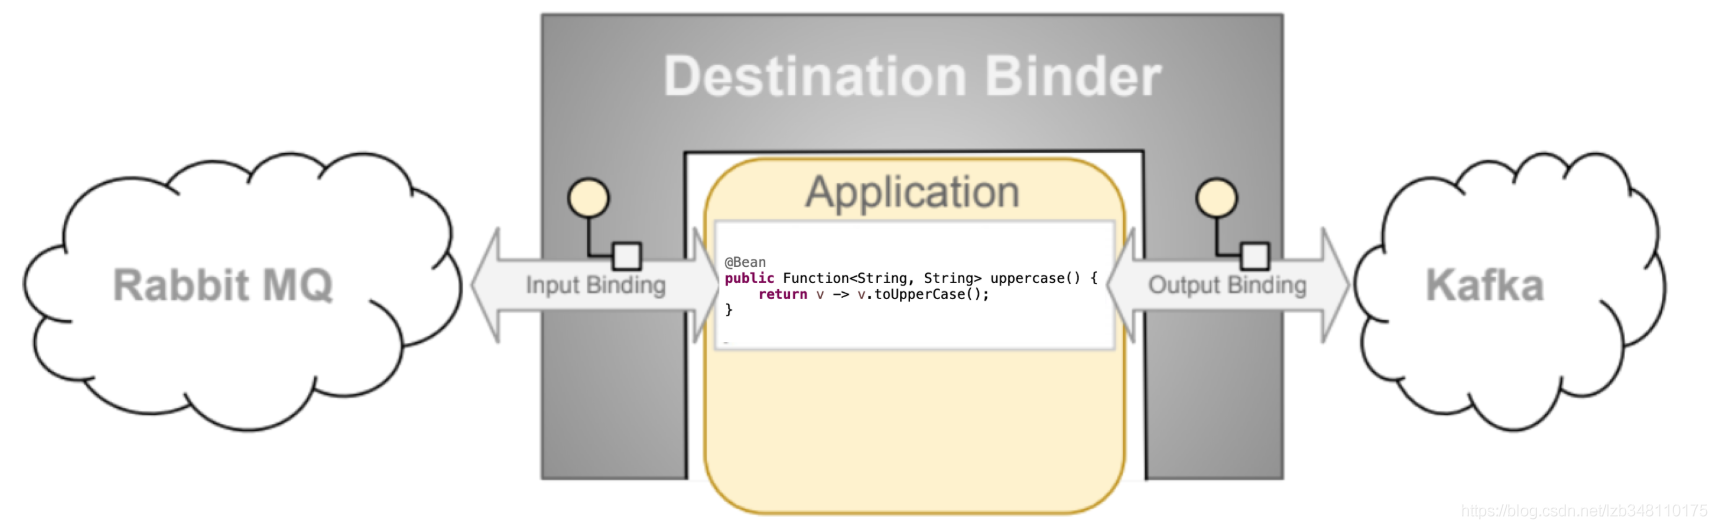 Destination Binder
Application
Rabbit MQ
Input Binding
@Bean
public Function<String, String> uppercase() {
    return v -> v.toUpperCase();
}
Output Binding
Kafka
https://blog.csdn.net/lzb348110175